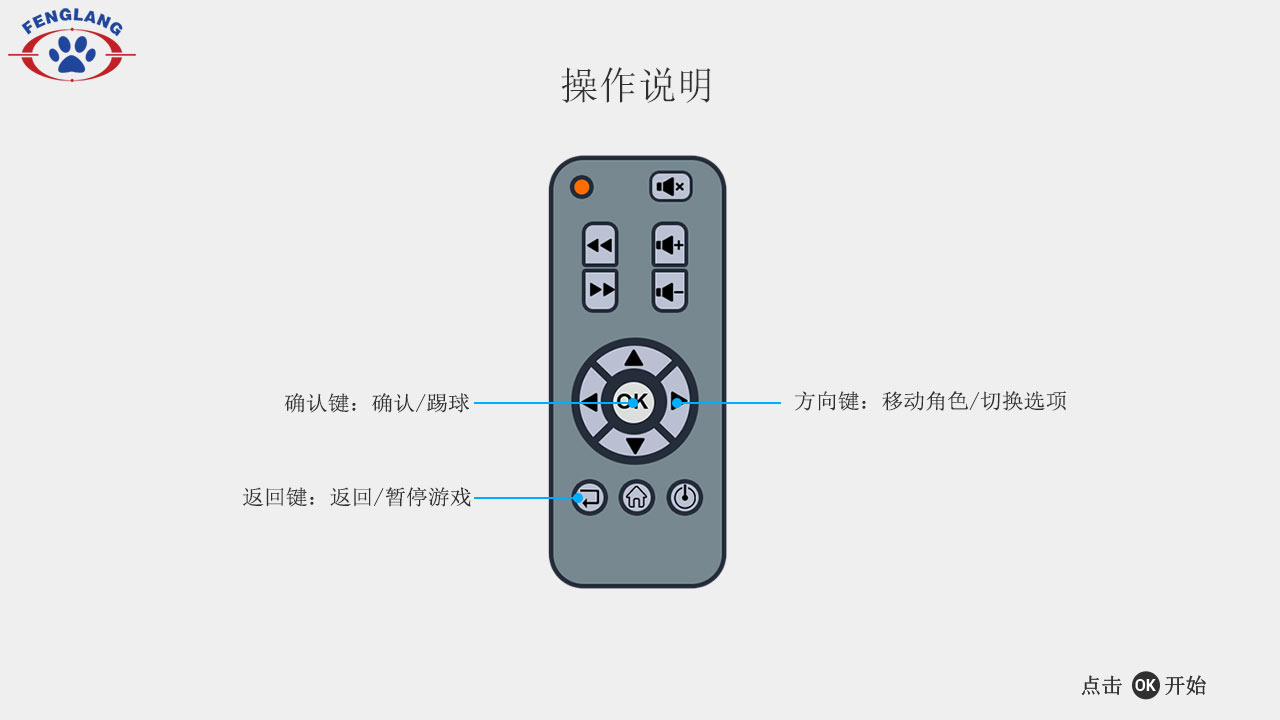 FENGLANG
操作说明
OK
确认键：确认/踢球
方向键：移动角色/切换选项
返回键：返回/暂停游戏
点击 OK 开始